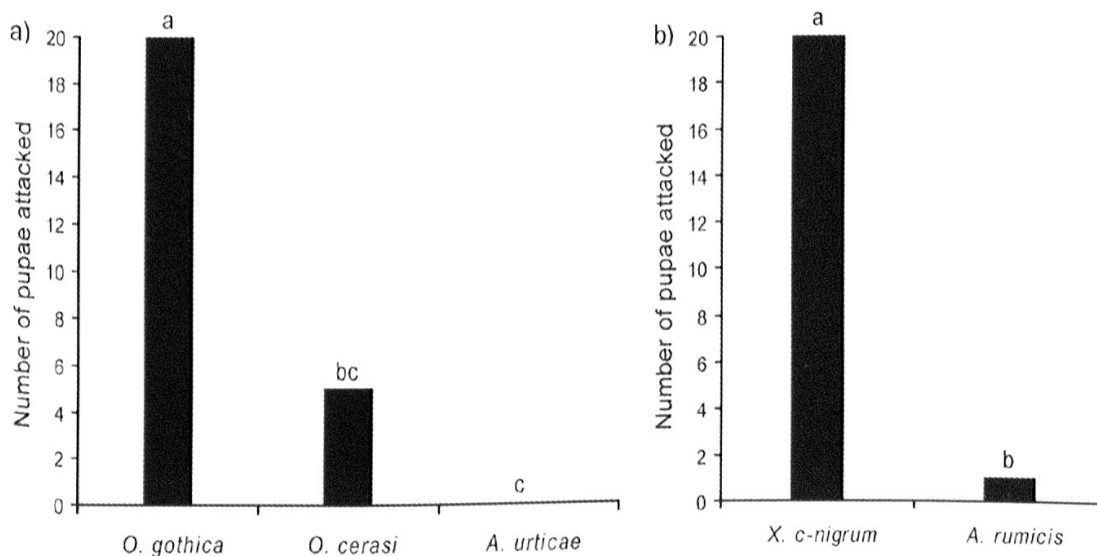 a)
Number of pupae attacked
20
18
16
14
12
10
8
6
4
2
0
a
bc
c
O. gothica O. cerasi A. urticae
b)
Number of pupae attacked
20
18
16
14
12
10
8
6
4
2
0
a
b
X. c-nigrum A. rumicis